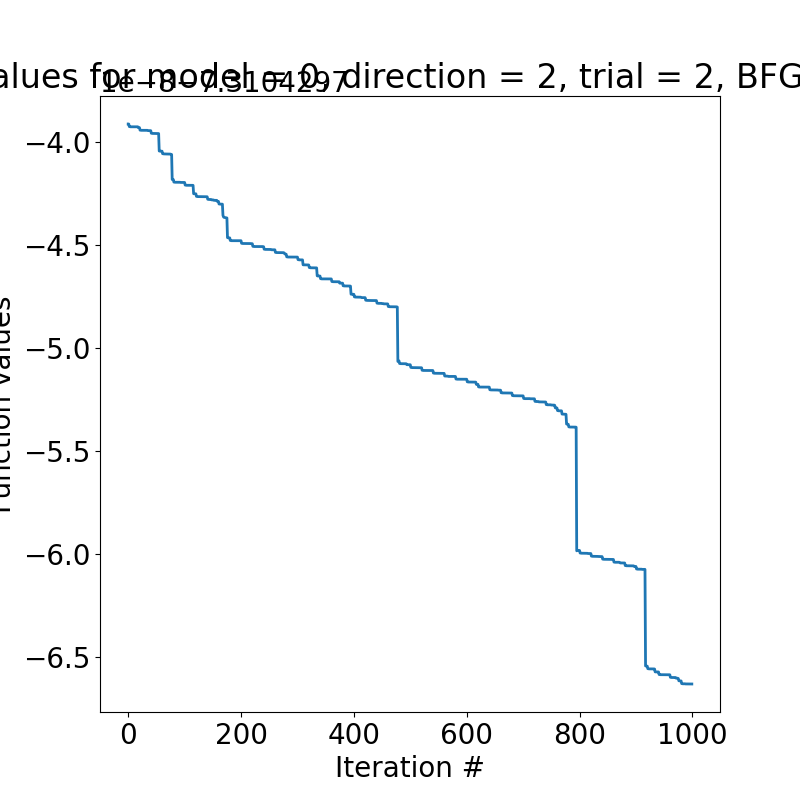 alues for model = 0, direction = 2, trial = 2, BFG
1e−8−7.3104297
−4.0
−4.5
−5.0
−5.5
−6.0
−6.5
Function values
0 200 400 600 800 1000
Iteration #